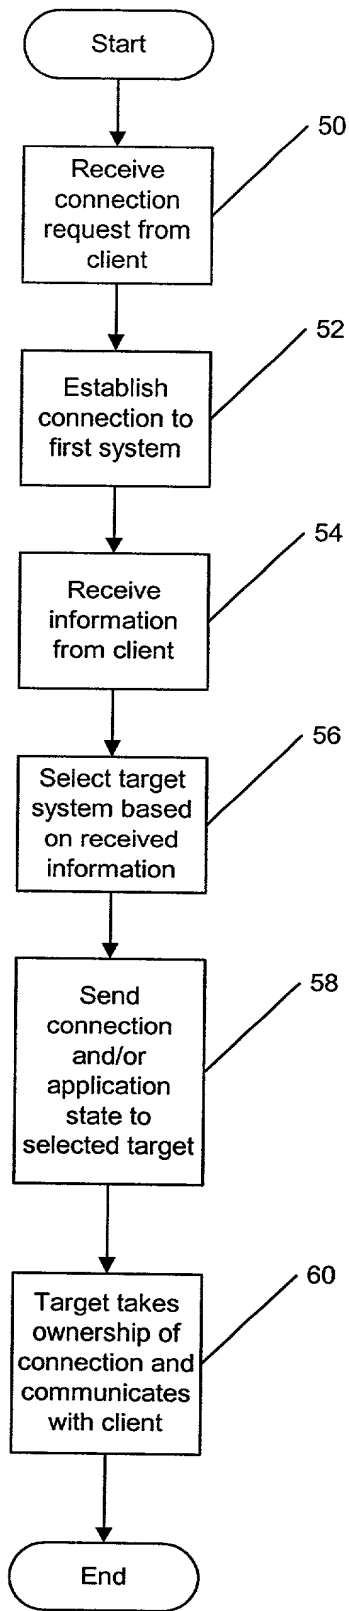 Start
50
Receive
connection
request from
client
52
Establish
connection to
first system
54
Receive
information
from client
56
Select target
system based
on received
information
58
Send
connection
and/or
application
state to
selected target
60
Target takes
ownership of
connection and
communicates
with client
End